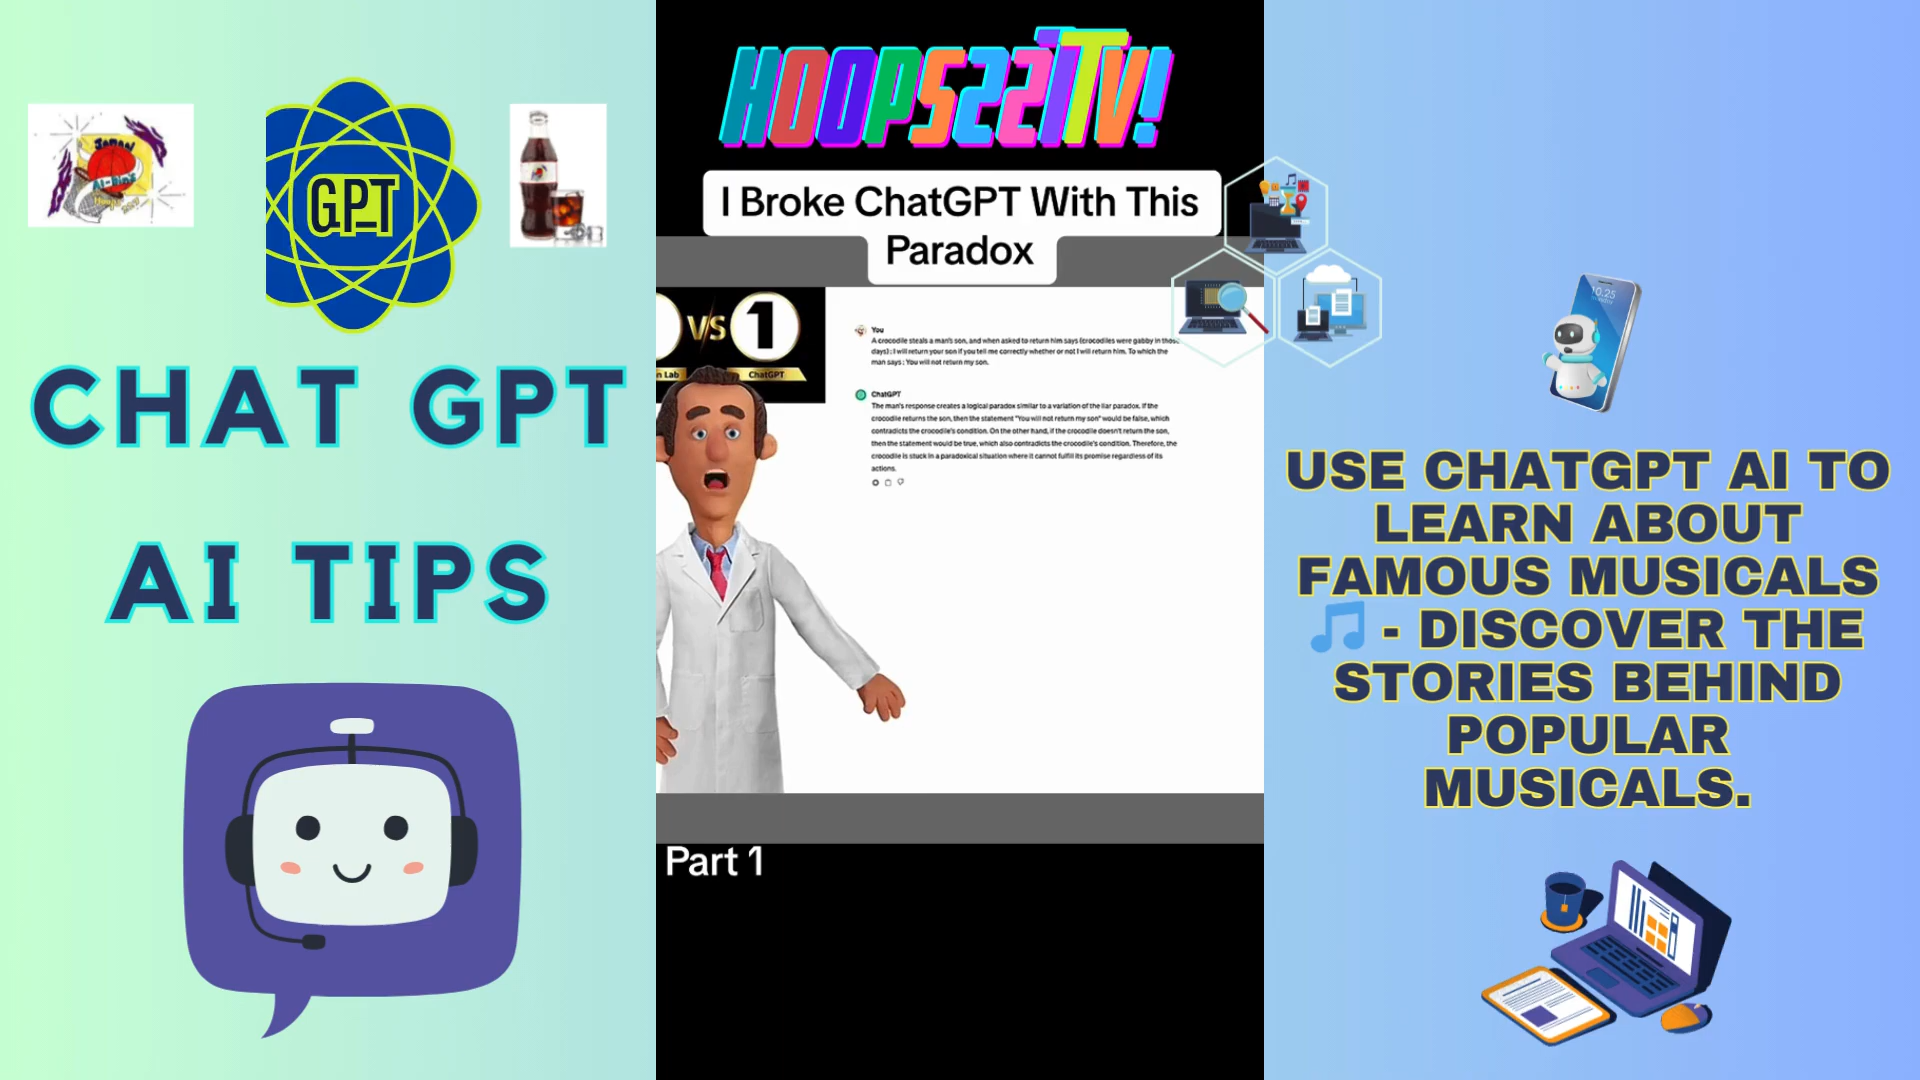 GPT
CHAT GPT
AI TIPS
HOOPS22iTV!
I Broke ChatGPT With This
Paradox
VS 1
n Lab
ChatGPT
You
A crocodile steals a man's son, and when asked to return him says (crocodiles were gabby in those
days) ; I will return your son if you tell me correctly whether or not I will return him. To which the
man says ; You will not return my son.
ChatGPT
The man's response creates a logical paradox similar to a variation of the liar paradox. If the
crocodile returns the son, then the statement "You will not return my son" would be false, which
contradicts the crocodile's condition. On the other hand, if the crocodile doesn't return the son,
then the statement would be true, which also contradicts the crocodile's condition. Therefore, the
crocodile is stuck in a paradoxical situation where it cannot fulfill its promise regardless of its
actions.
Part 1
10.25
USE CHATGPT AI TO
LEARN ABOUT
FAMOUS MUSICALS
🎵 - DISCOVER THE
STORIES BEHIND
POPULAR
MUSICALS.